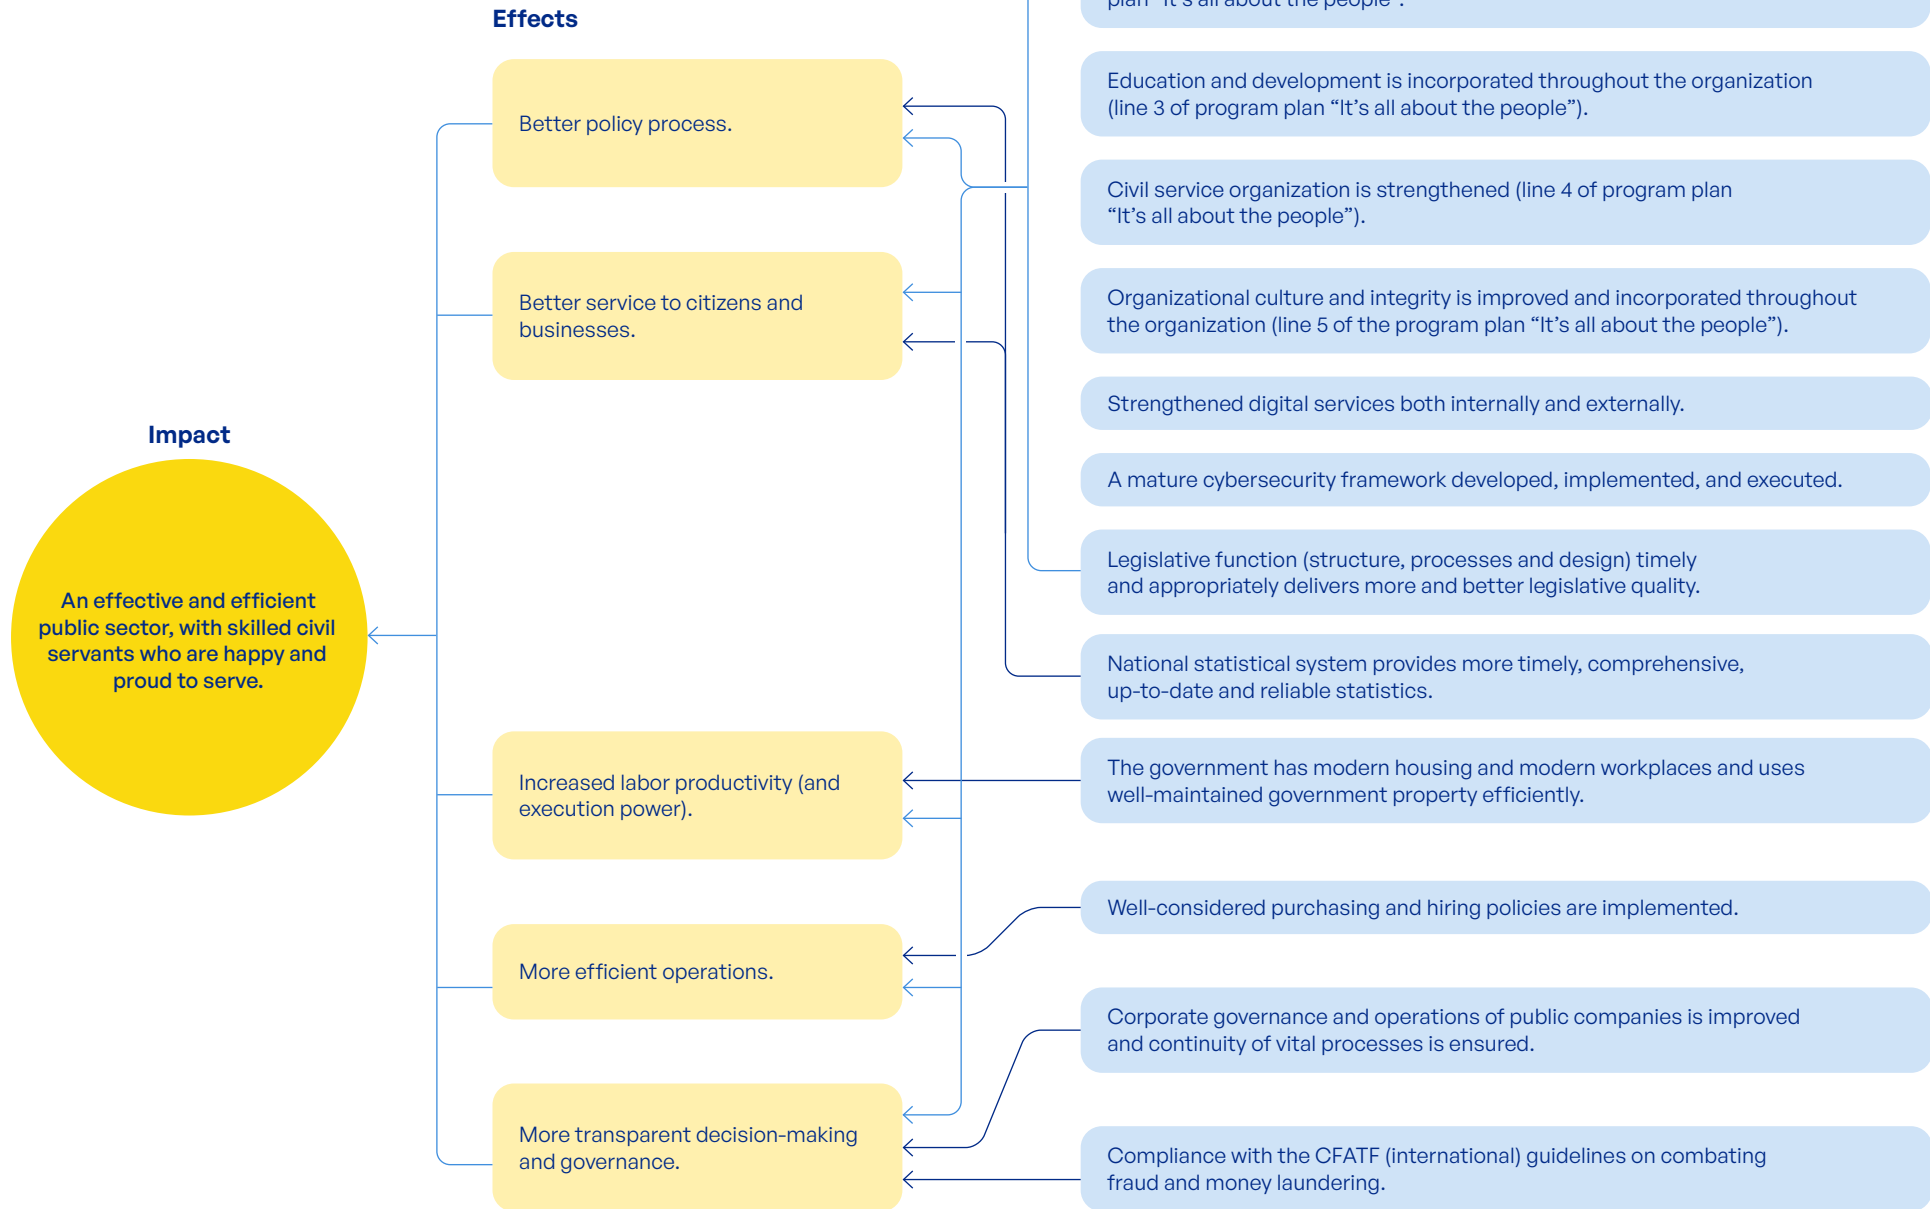 Effects
plan “It’s all about the people”.
Better policy process.
Education and development is incorporated throughout the organization
(line 3 of program plan “It’s all about the people”).
Civil service organization is strengthened (line 4 of program plan
“It’s all about the people”).
Better service to citizens and
businesses.
Organizational culture and integrity is improved and incorporated throughout
the organization (line 5 of the program plan “It’s all about the people”).
Strengthened digital services both internally and externally.
Impact
A mature cybersecurity framework developed, implemented, and executed.
An effective and efficient
public sector, with skilled civil
servants who are happy and
proud to serve.
Legislative function (structure, processes and design) timely
and appropriately delivers more and better legislative quality.
National statistical system provides more timely, comprehensive,
up-to-date and reliable statistics.
Increased labor productivity (and
execution power).
The government has modern housing and modern workplaces and uses
well-maintained government property efficiently.
More efficient operations.
Well-considered purchasing and hiring policies are implemented.
Corporate governance and operations of public companies is improved
and continuity of vital processes is ensured.
More transparent decision-making
and governance.
Compliance with the CFATF (international) guidelines on combating
fraud and money laundering.